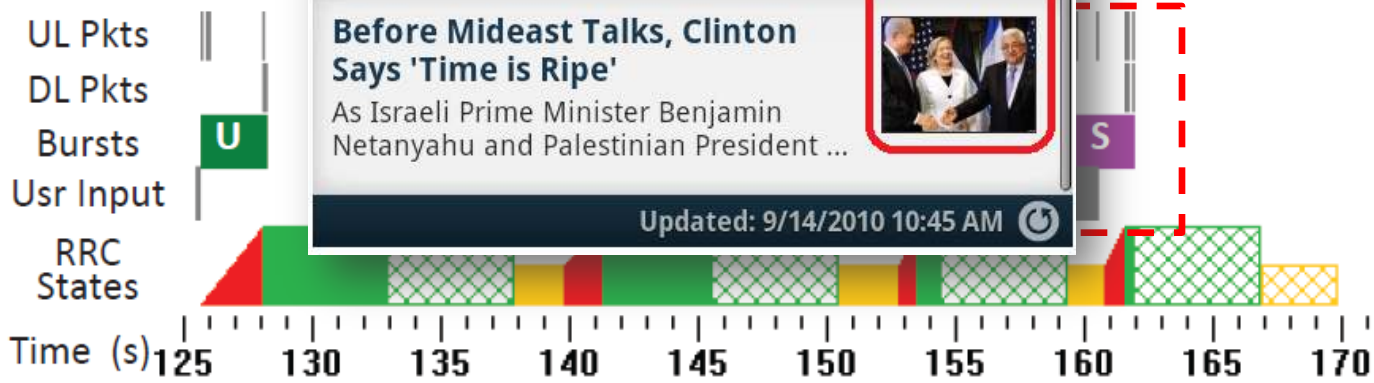 UL Pkts
DL Pkts
Bursts
Usr Input
RRC
States
Time (s)
U
Before Mideast Talks, Clinton
Says 'Time is Ripe'
As Israeli Prime Minister Benjamin
Netanyahu and Palestinian President ...
Updated: 9/14/2010 10:45 AM
S
125 130 135 140 145 150 155 160 165 170